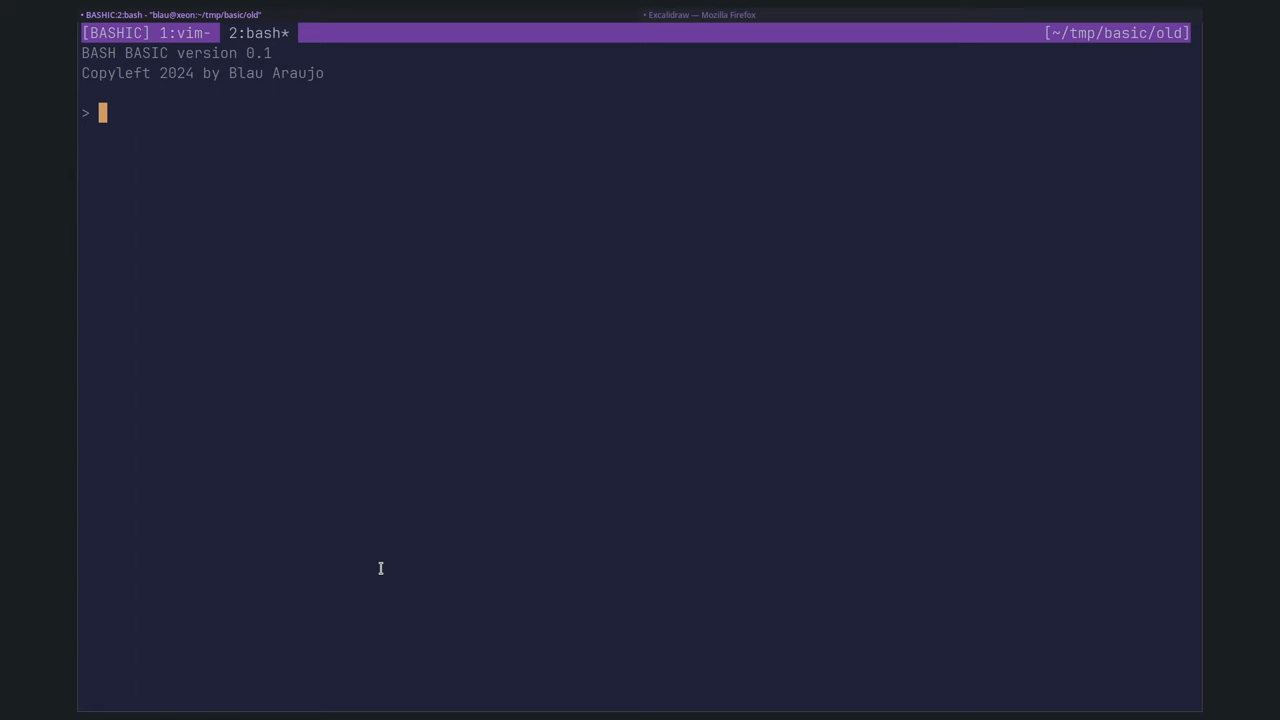 • BASHIC:2:bash - "blau@xeon:~/tmp/basic/old"
• Excalidraw — Mozilla Firefox
[BASHIC] 1:vim- 2:bash* [~/tmp/basic/old]
BASH BASIC version 0.1
Copyleft 2024 by Blau Araujo
>